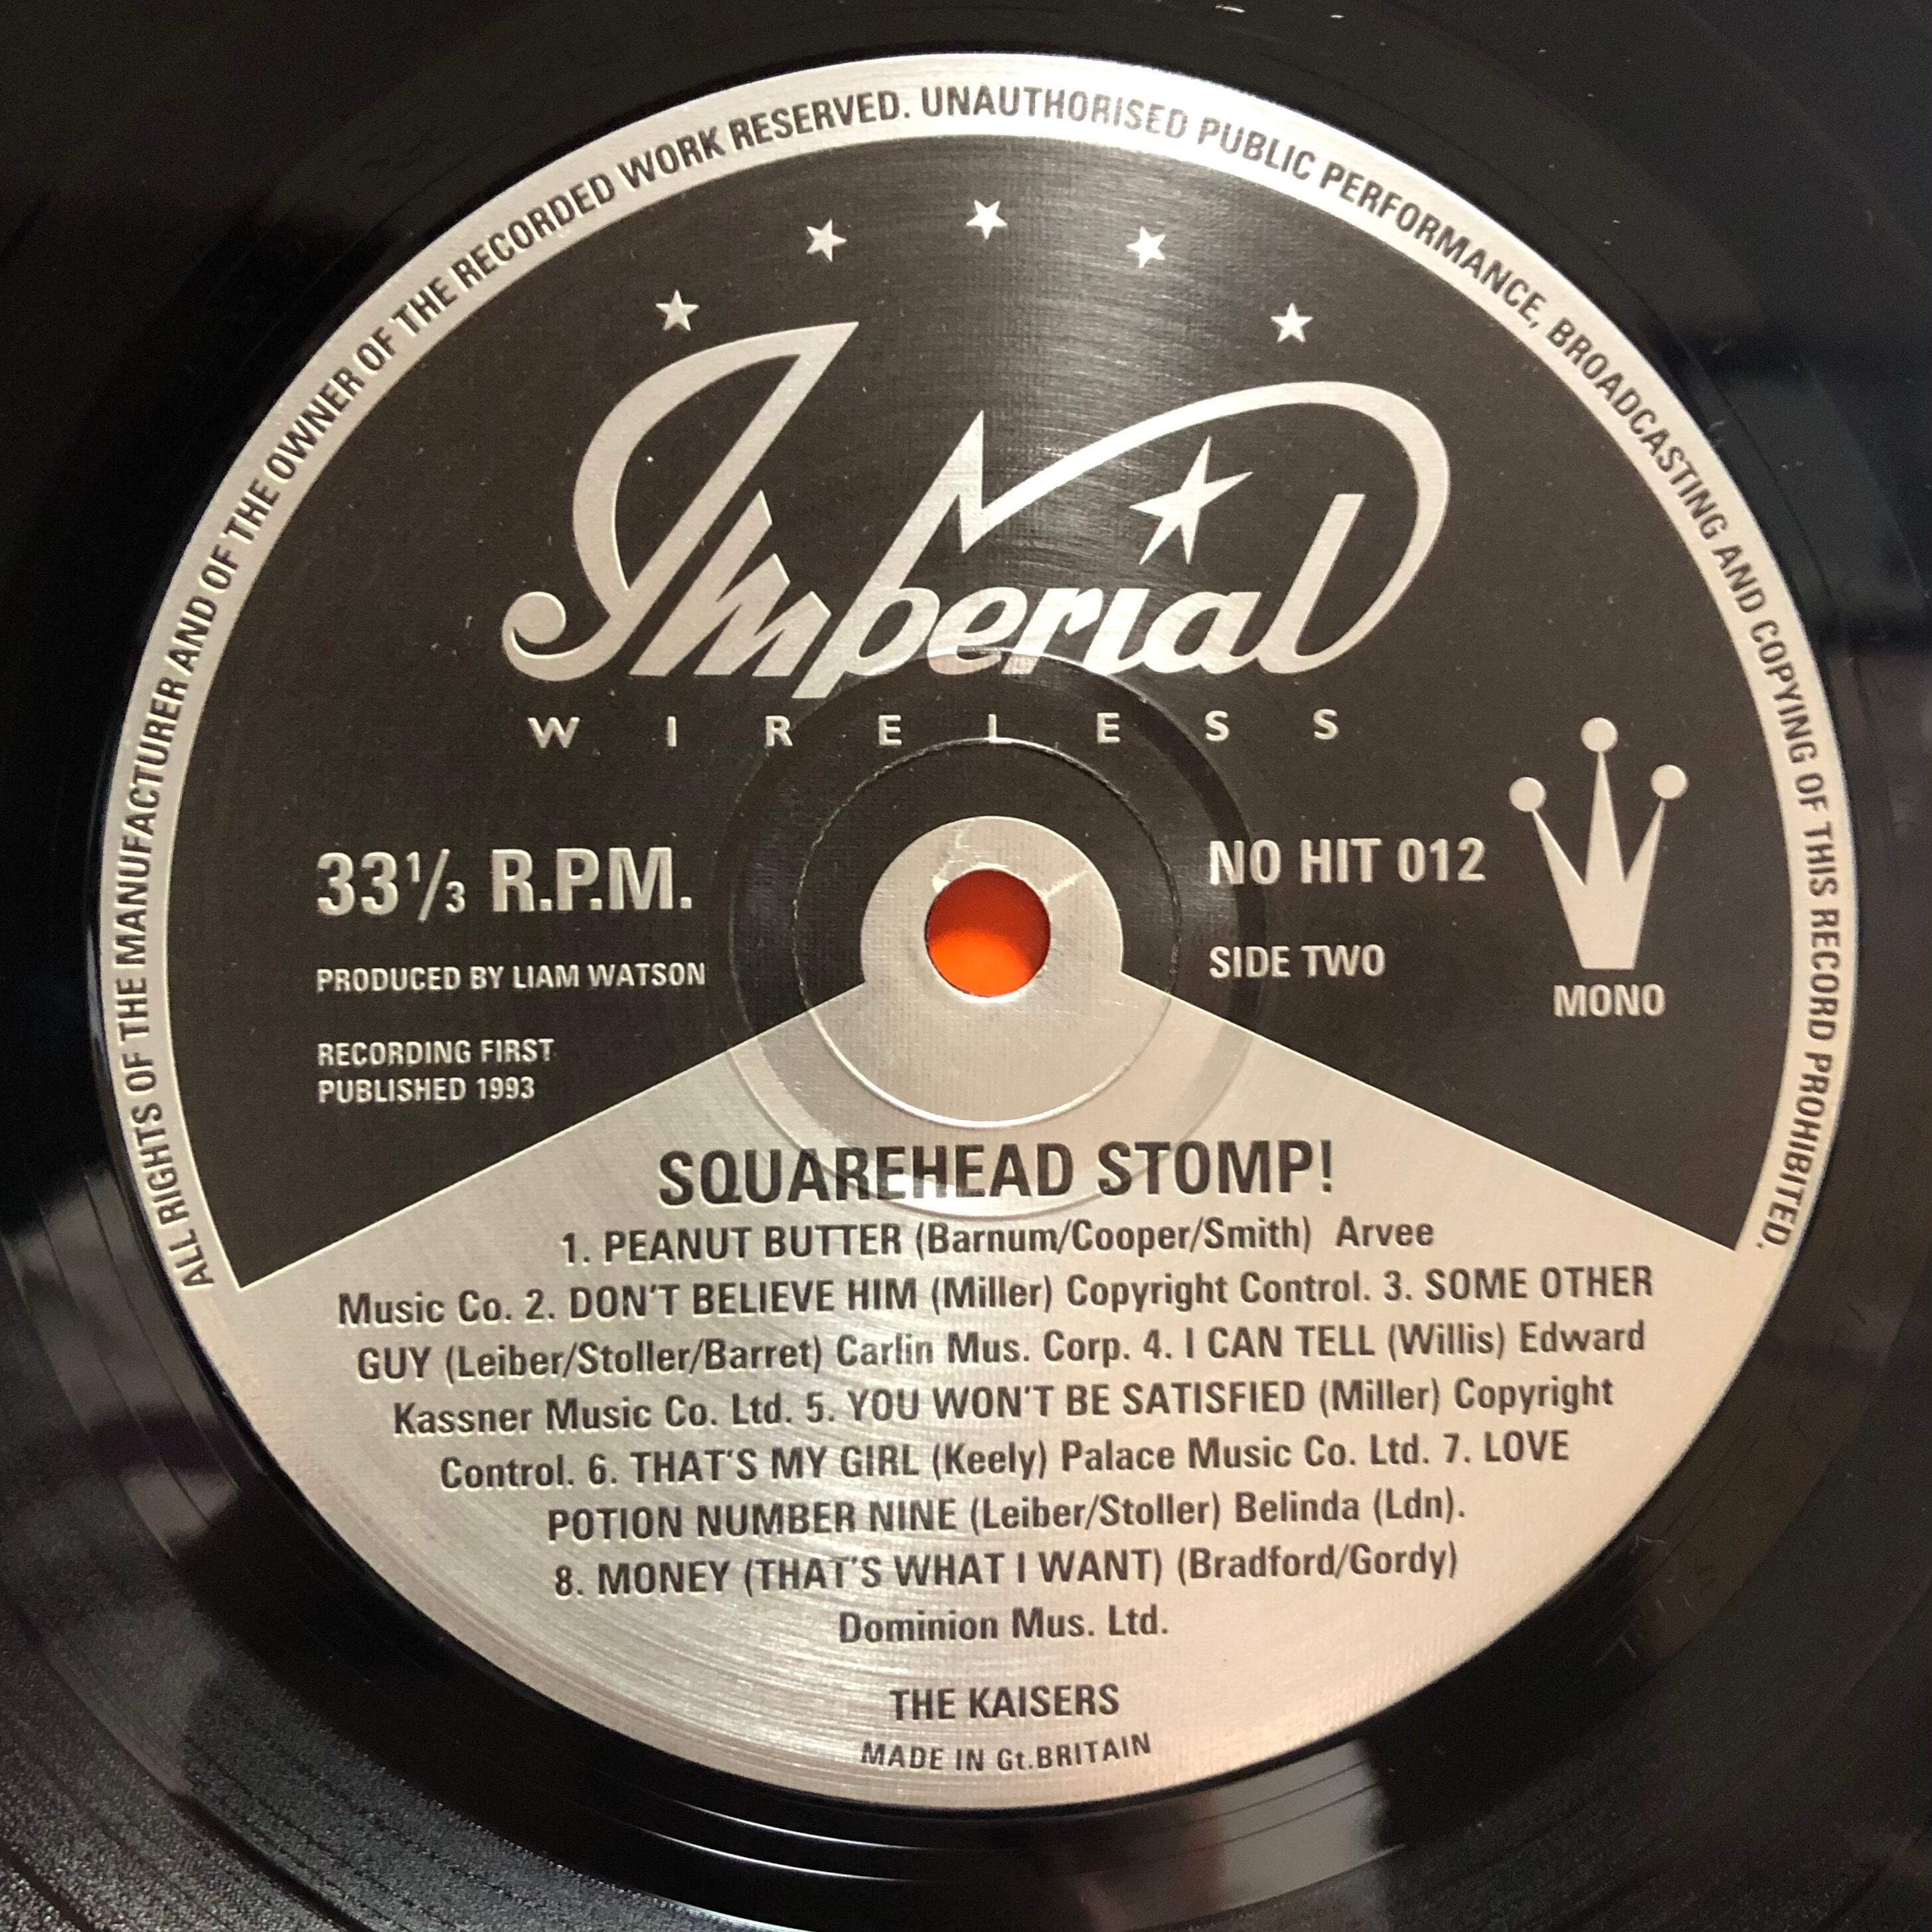 ALL RIGHTS OF THE MANUFACTURER AND OF THE OWNER OF THE RECORDED WORK RESERVED. UNAUTHORISED PUBLIC PERFORMANCE, BROADCASTING AND COPYING OF THIS RECORD PROHIBITED.
Imperial
WIRELESS
33⅓ R.P.M.
PRODUCED BY LIAM WATSON
RECORDING FIRST
PUBLISHED 1993
NO HIT 012
SIDE TWO
MONO
SQUAREHEAD STOMP!
1. PEANUT BUTTER (Barnum/Cooper/Smith) Arvee
Music Co. 2. DON'T BELIEVE HIM (Miller) Copyright Control. 3. SOME OTHER
GUY (Leiber/Stoller/Barret) Carlin Mus. Corp. 4. I CAN TELL (Willis) Edward
Kassner Music Co. Ltd. 5. YOU WON'T BE SATISFIED (Miller) Copyright
Control. 6. THAT'S MY GIRL (Keely) Palace Music Co. Ltd. 7. LOVE
POTION NUMBER NINE (Leiber/Stoller) Belinda (Ldn).
8. MONEY (THAT'S WHAT I WANT) (Bradford/Gordy)
Dominion Mus. Ltd.
THE KAISERS
MADE IN Gt.BRITAIN